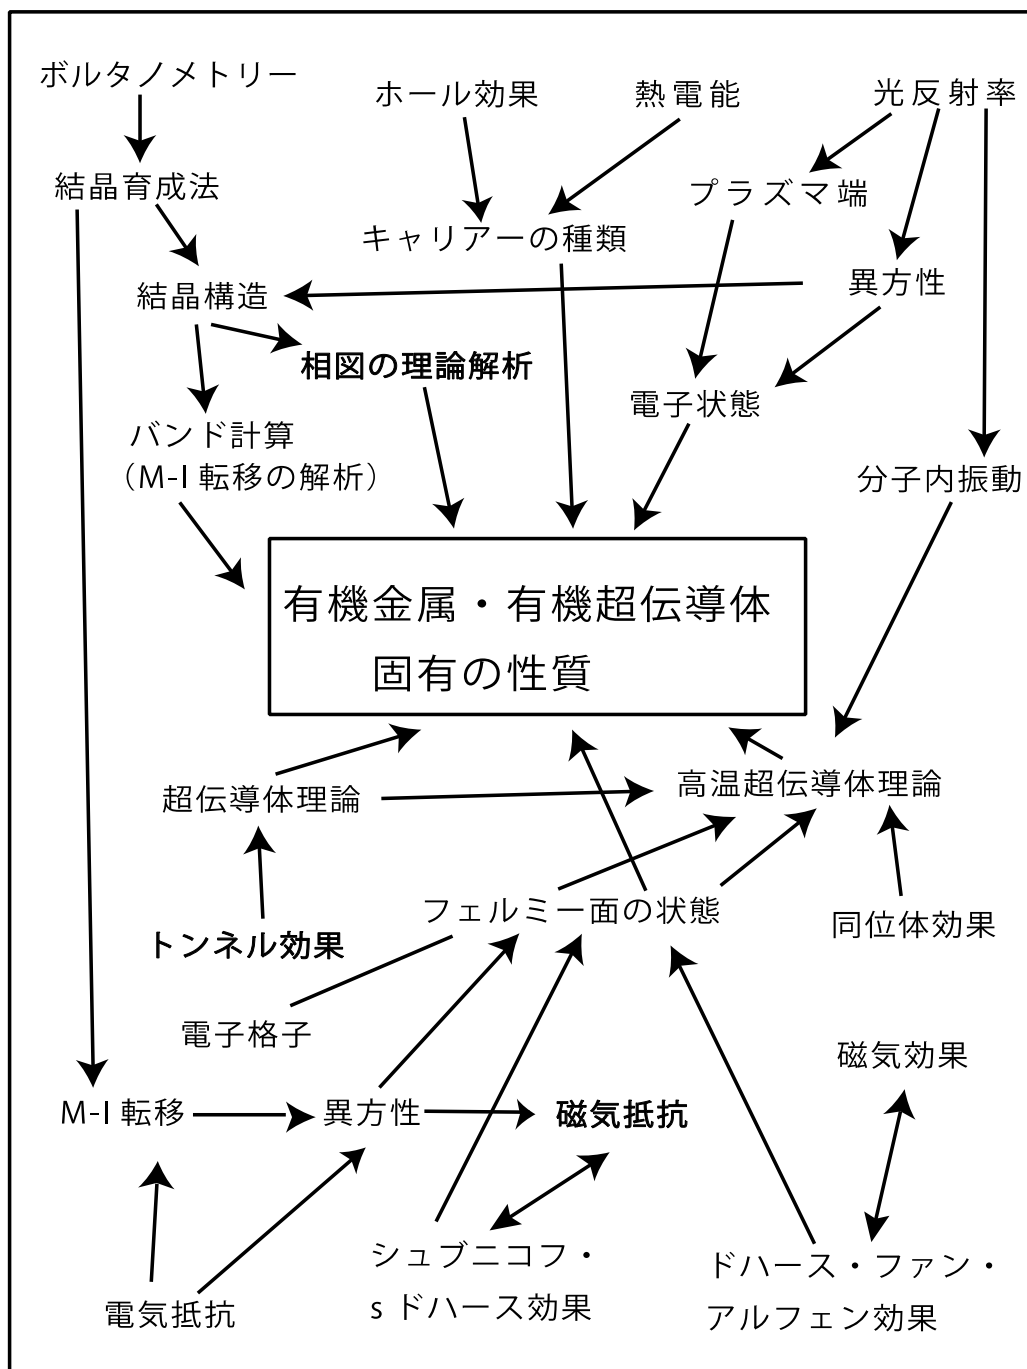 ボルタノメトリー
ホール効果
熱電能
光反射率
結晶育成法
プラズマ端
キャリアーの種類
異方性
結晶構造
相図の理論解析
電子状態
バンド計算
（M-I 転移の解析）
分子内振動
有機金属・有機超伝導体
固有の性質
超伝導体理論
高温超伝導体理論
フェルミー面の状態
同位体効果
トンネル効果
電子格子
磁気効果
M-I 転移
異方性
磁気抵抗
シュブニコフ・
s ドハース効果
ドハース・ファン・
アルフェン効果
電気抵抗